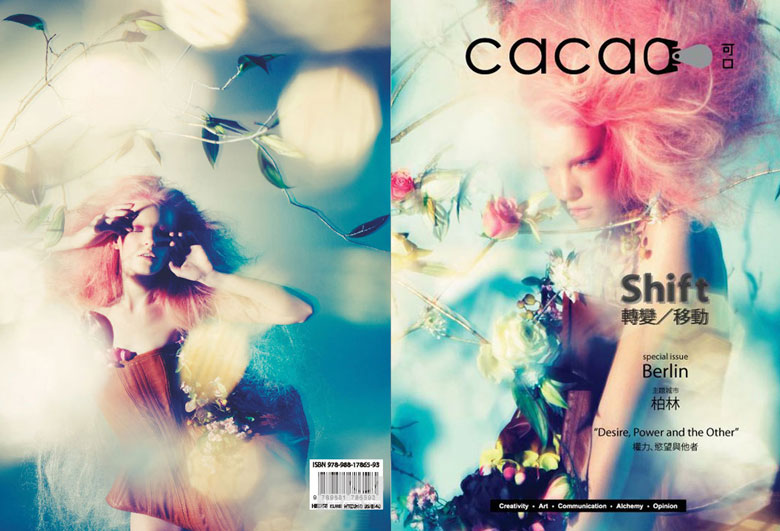 cacao
可口
Shift
轉變／移動
special issue
Berlin
主題城市
柏林
“Desire, Power and the Other”
權力、慾望與他者
Creativity • Art • Communication • Alchemy • Opinion
ISBN 978-988-17865-93